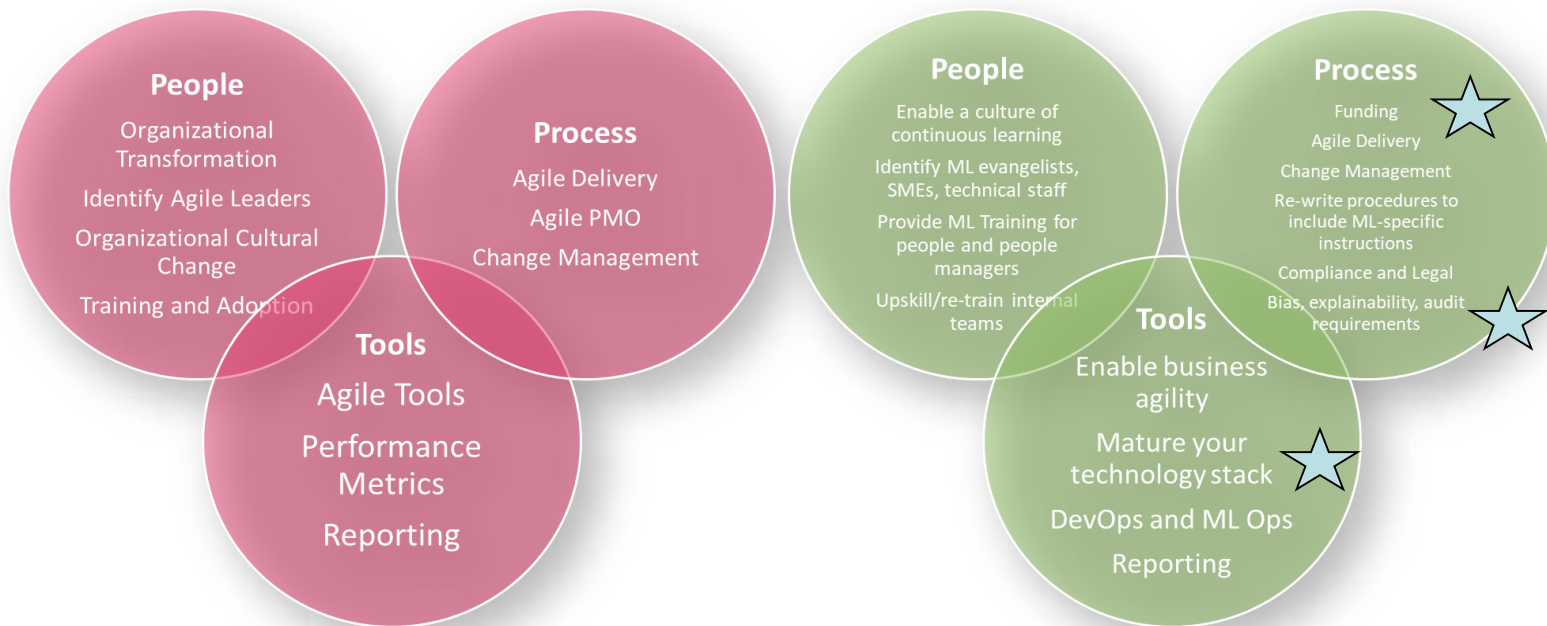 People
Organizational
Transformation
Identify Agile Leaders
Organizational Cultural
Change
Training and Adoption
Process
Agile Delivery
Agile PMO
Change Management
Tools
Agile Tools
Performance
Metrics
Reporting
People
Enable a culture of
continuous learning
Identify ML evangelists,
SMEs, technical staff
Provide ML Training for
people and people
managers
Upskill/re-train internal
teams
Process
Funding
Agile Delivery
Change Management
Re-write procedures to
include ML-specific
instructions
Compliance and Legal
Bias, explainability, audit
requirements
Tools
Enable business
agility
Mature your
technology stack
DevOps and ML Ops
Reporting